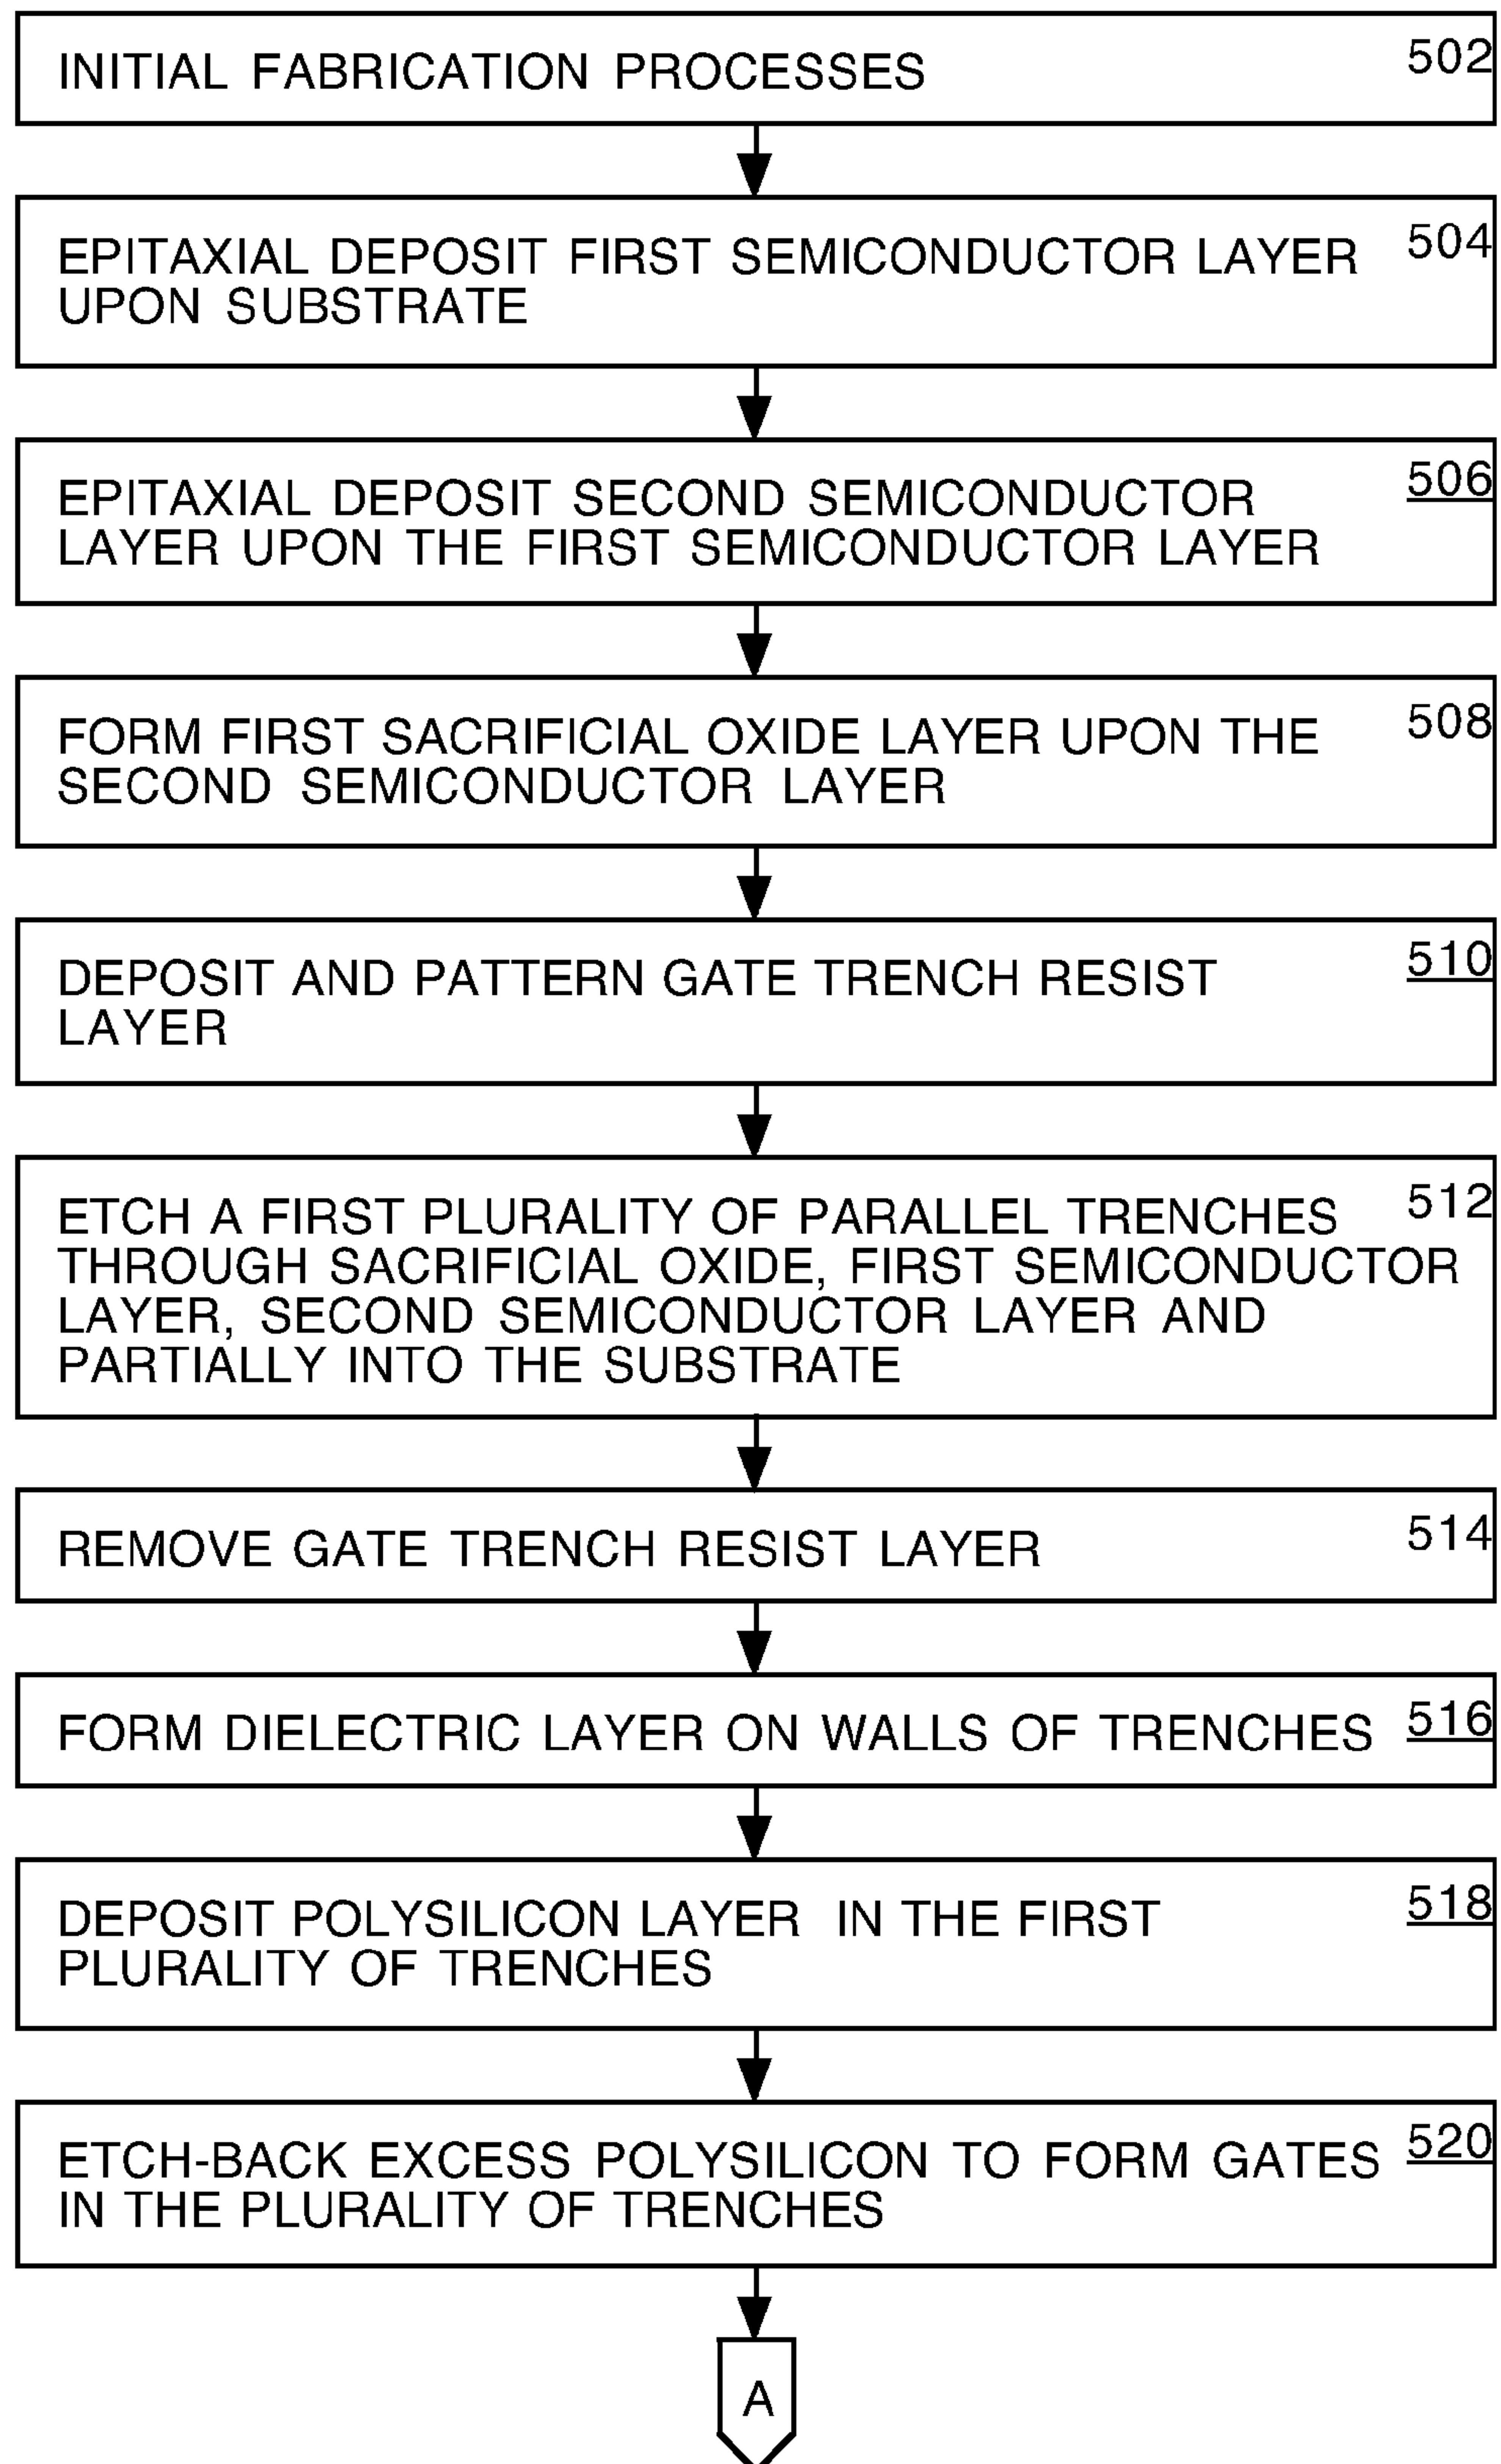 INITIAL FABRICATION PROCESSES 502
EPITAXIAL DEPOSIT FIRST SEMICONDUCTOR LAYER 504
UPON SUBSTRATE
EPITAXIAL DEPOSIT SECOND SEMICONDUCTOR 506
LAYER UPON THE FIRST SEMICONDUCTOR LAYER
FORM FIRST SACRIFICIAL OXIDE LAYER UPON THE 508
SECOND SEMICONDUCTOR LAYER
DEPOSIT AND PATTERN GATE TRENCH RESIST 510
LAYER
ETCH A FIRST PLURALITY OF PARALLEL TRENCHES 512
THROUGH SACRIFICIAL OXIDE, FIRST SEMICONDUCTOR
LAYER, SECOND SEMICONDUCTOR LAYER AND
PARTIALLY INTO THE SUBSTRATE
REMOVE GATE TRENCH RESIST LAYER 514
FORM DIELECTRIC LAYER ON WALLS OF TRENCHES 516
DEPOSIT POLYSILICON LAYER IN THE FIRST 518
PLURALITY OF TRENCHES
ETCH-BACK EXCESS POLYSILICON TO FORM GATES 520
IN THE PLURALITY OF TRENCHES
A